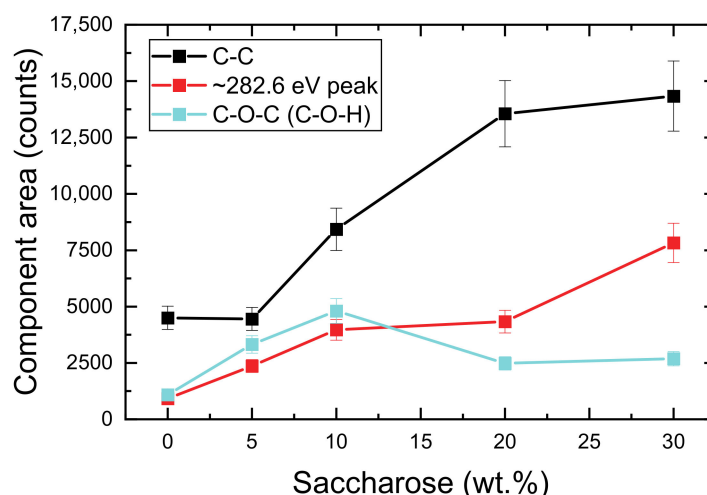 17,500
15,000
12,500
10,000
7500
5000
2500
0
Component area (counts)
C-C
~282.6 eV peak
C-O-C (C-O-H)
0 5 10 15 20 25 30
Saccharose (wt.%)